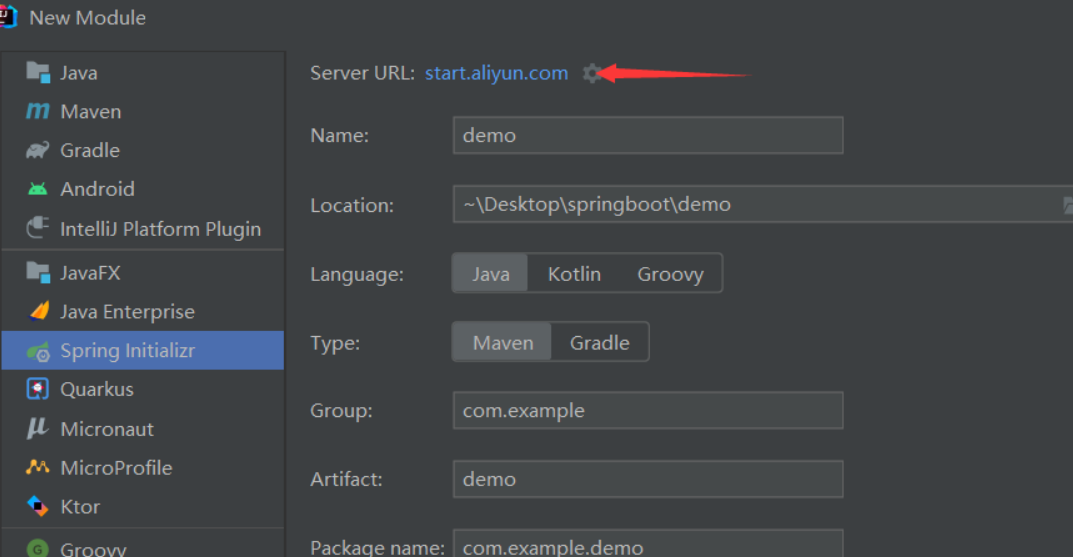 New Module
Java
Maven
Gradle
Android
IntelliJ Platform Plugin
JavaFX
Java Enterprise
Spring Initializr
Quarkus
Micronaut
MicroProfile
Ktor
Groovy
Server URL: start.aliyun.com
Name: demo
Location: ~\Desktop\springboot\demo
Language: Java Kotlin Groovy
Type: Maven Gradle
Group: com.example
Artifact: demo
Package name: com.example.demo